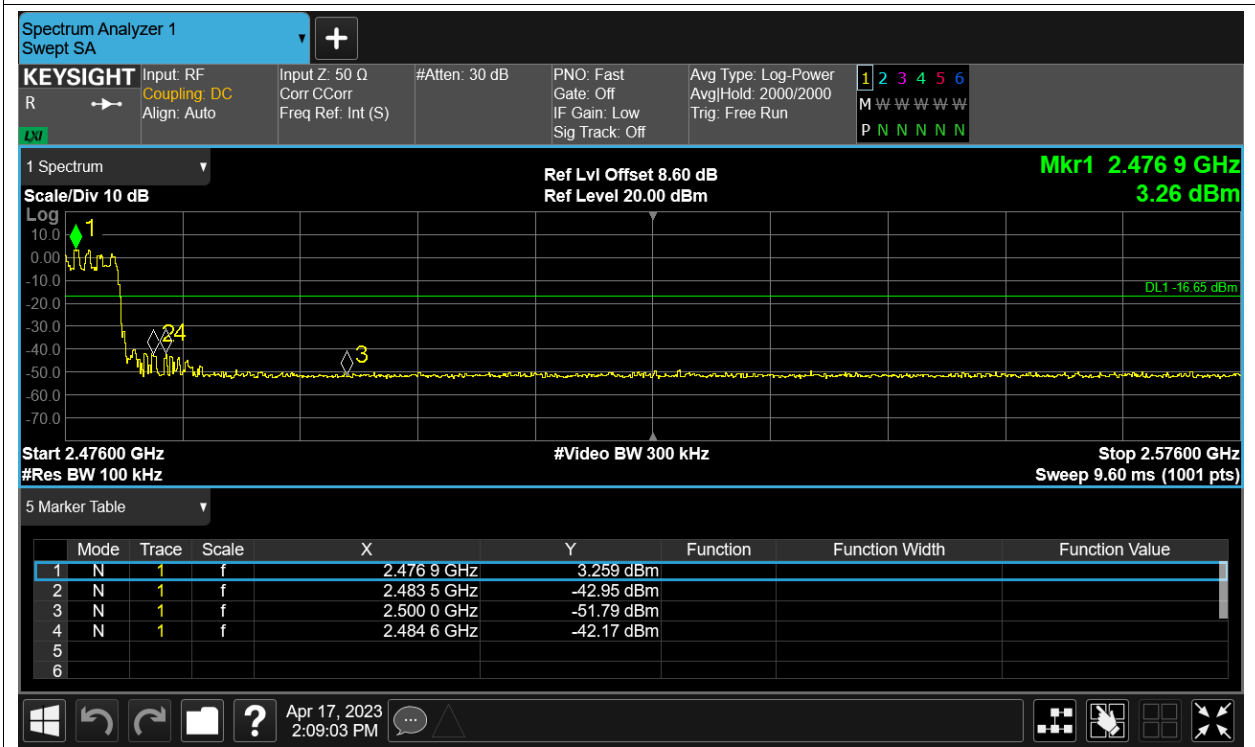 Spectrum Analyzer 1
Swept SA
KEYSIGHT
R
LXI
Input: RF
Coupling: DC
Align: Auto
Input Z: 50 Ω
Corr CCorr
Freq Ref: Int (S)
#Atten: 30 dB
PNO: Fast
Gate: Off
IF Gain: Low
Sig Track: Off
Avg Type: Log-Power
Avg|Hold: 2000/2000
Trig: Free Run
1 2 3 4 5 6
M W W W W W
P N N N N N
1 Spectrum
Scale/Div 10 dB
Ref Lvl Offset 8.60 dB
Ref Level 20.00 dBm
Mkr1 2.476 9 GHz
3.26 dBm
Log
10.0
0.00
-10.0
-20.0
-30.0
-40.0
-50.0
-60.0
-70.0
1
24
3
DL1 -16.65 dBm
Start 2.47600 GHz #Video BW 300 kHz Stop 2.57600 GHz
#Res BW 100 kHz Sweep 9.60 ms (1001 pts)
5 Marker Table
Mode Trace Scale X Y Function Function Width Function Value
1 N 1 f 2.476 9 GHz 3.259 dBm
2 N 1 f 2.483 5 GHz -42.95 dBm
3 N 1 f 2.500 0 GHz -51.79 dBm
4 N 1 f 2.484 6 GHz -42.17 dBm
5
6
?
Apr 17, 2023
2:09:03 PM